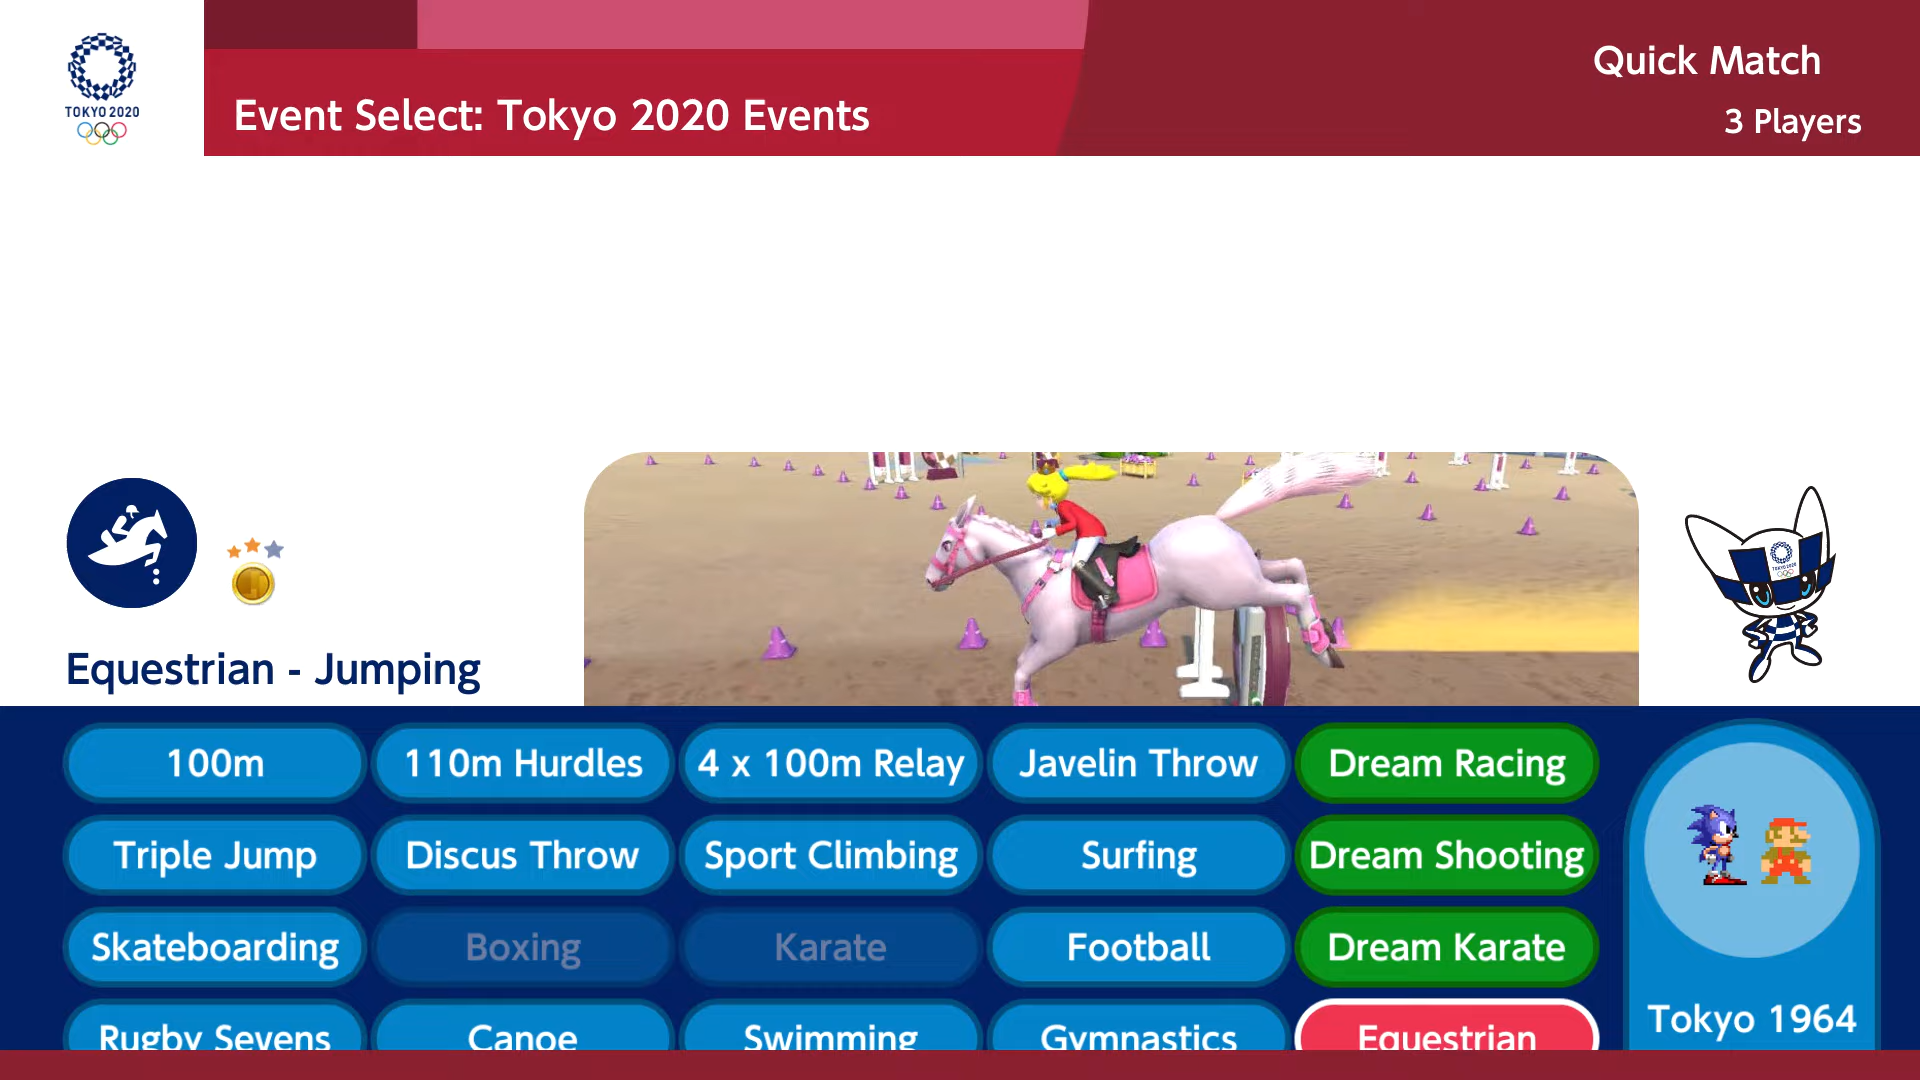 TOKYO 2020
Event Select: Tokyo 2020 Events
Quick Match
3 Players
Equestrian - Jumping
100m
110m Hurdles
4 x 100m Relay
Javelin Throw
Dream Racing
Triple Jump
Discus Throw
Sport Climbing
Surfing
Dream Shooting
Skateboarding
Boxing
Karate
Football
Dream Karate
Rugby Sevens
Canoe
Swimming
Gymnastics
Equestrian
Tokyo 1964